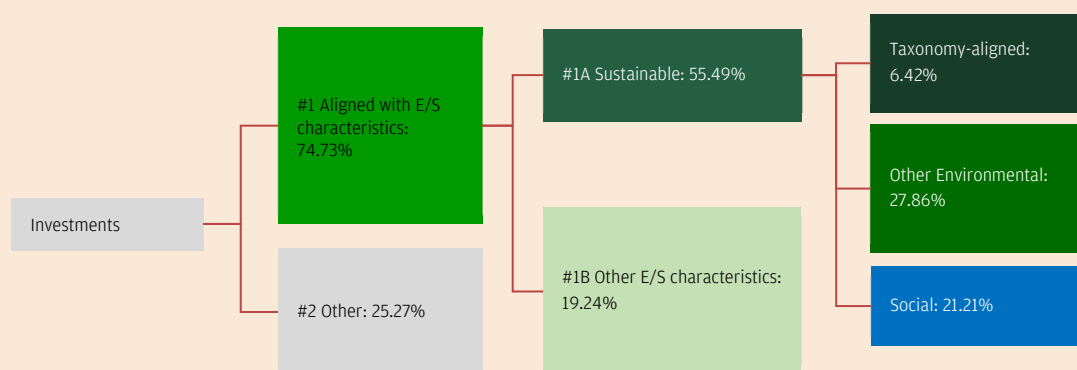 Investments
#1 Aligned with E/S
characteristics:
74.73%
#2 Other: 25.27%
#1A Sustainable: 55.49%
#1B Other E/S characteristics:
19.24%
Taxonomy-aligned:
6.42%
Other Environmental:
27.86%
Social: 21.21%